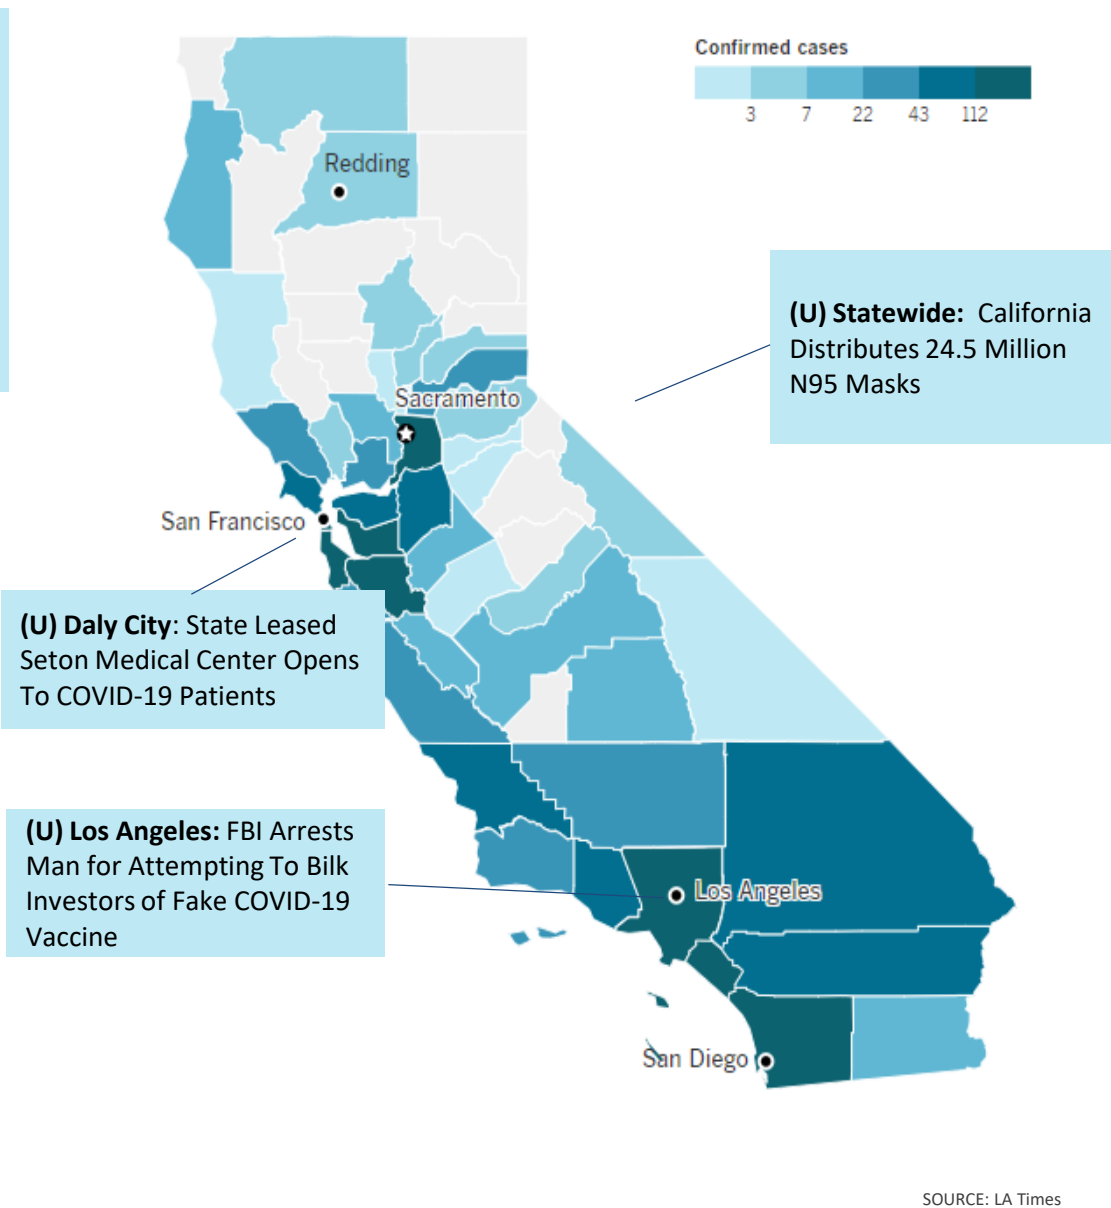 Confirmed cases
3 7 22 43 112
Redding
(U) Statewide: California
Distributes 24.5 Million
N95 Masks
Sacramento
San Francisco
(U) Daly City: State Leased
Seton Medical Center Opens
To COVID-19 Patients
(U) Los Angeles: FBI Arrests
Man for Attempting To Bilk
Investors of Fake COVID-19
Vaccine
Los Angeles
San Diego
SOURCE: LA Times